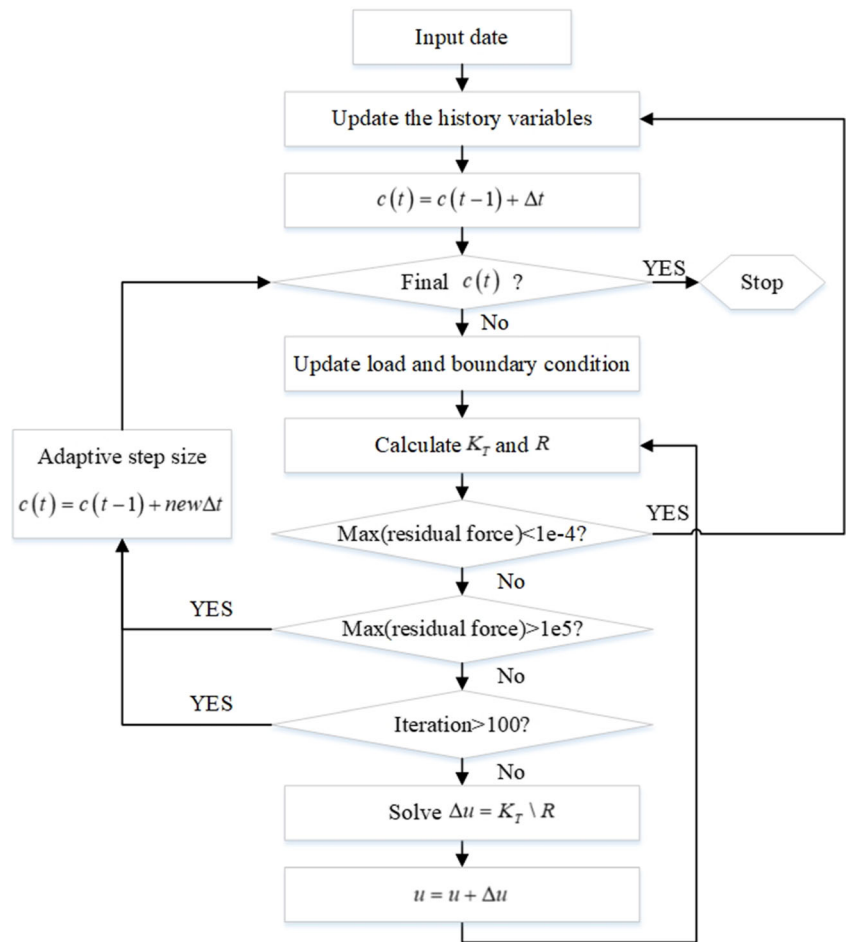 Input date
Update the history variables
c(t) = c(t−1) + Δt
Final c(t) ?
YES
Stop
No
Update load and boundary condition
Calculate K_T and R
Adaptive step size
c(t) = c(t−1) + newΔt
Max(residual force)<1e-4?
YES
No
Max(residual force)>1e5?
YES
No
Iteration>100?
YES
No
Solve Δu = K_T \ R
u = u + Δu